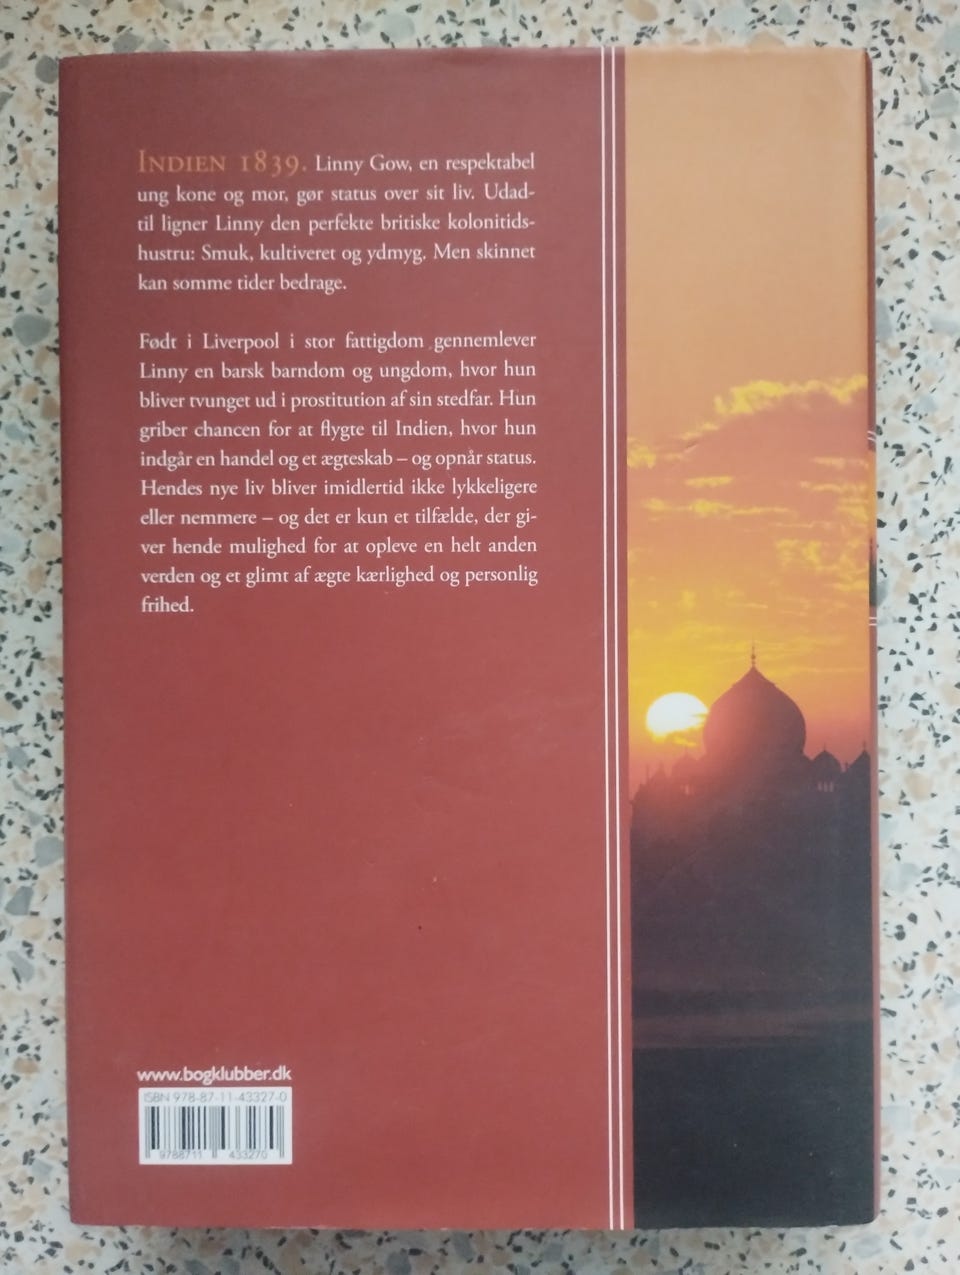 INDIEN 1839. Linny Gow, en respektabel
ung kone og mor, gør status over sit liv. Udad-
til ligner Linny den perfekte britiske kolonitids-
hustru: Smuk, kultiveret og ydmyg. Men skinnet
kan somme tider bedrage.
Født i Liverpool i stor fattigdom gennemlever
Linny en barsk barndom og ungdom, hvor hun
bliver tvunget ud i prostitution af sin stedfar. Hun
griber chancen for at flygte til Indien, hvor hun
indgår en handel og et ægteskab – og opnår status.
Hendes nye liv bliver imidlertid ikke lykkeligere
eller nemmere – og det er kun et tilfælde, der gi-
ver hende mulighed for at opleve en helt anden
verden og et glimt af ægte kærlighed og personlig
frihed.
www.bogklubber.dk
ISBN 978-87-11-43327-0
9788711 433270